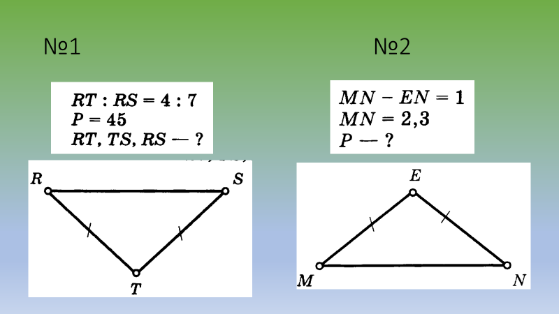 №1
№2
RT : RS = 4 : 7
P = 45
RT, TS, RS — ?
MN − EN = 1
MN = 2,3
P — ?
R
S
T
E
M
N